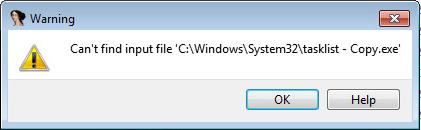 Warning
Can't find input file 'C:\Windows\System32\tasklist - Copy.exe'
OK
Help